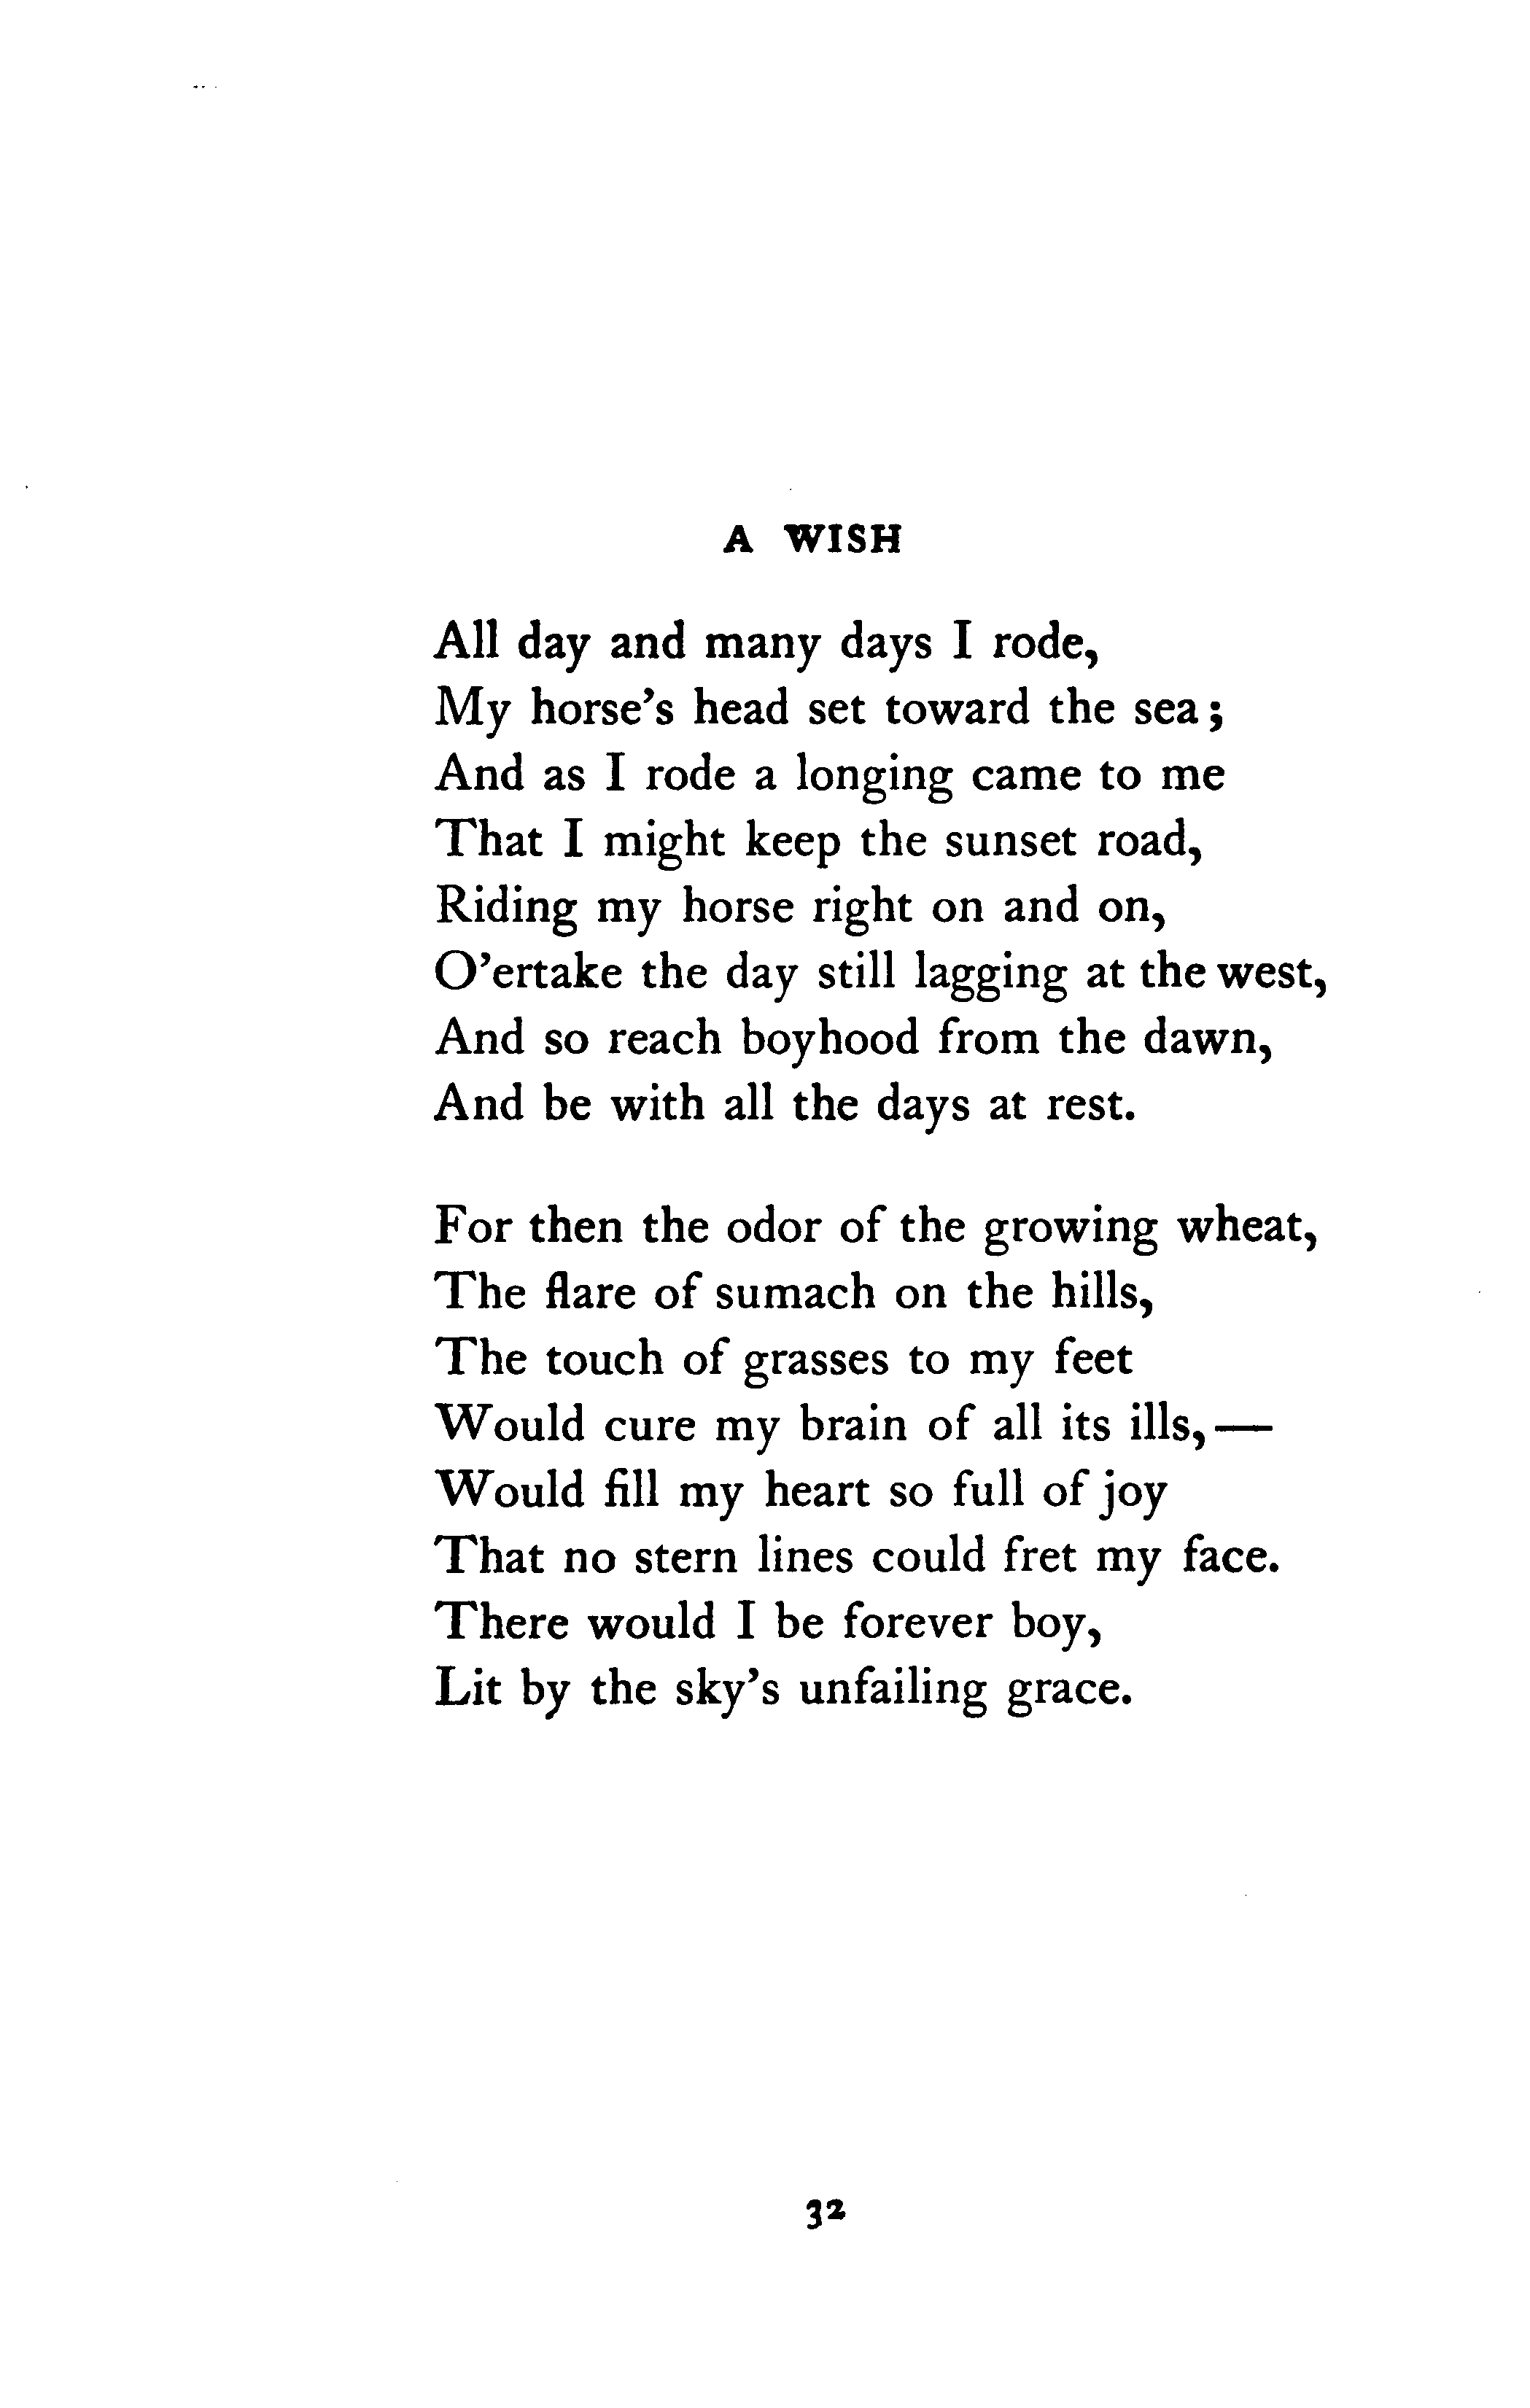 A WISH
All day and many days I rode,
My horse's head set toward the sea;
And as I rode a longing came to me
That I might keep the sunset road,
Riding my horse right on and on,
O'ertake the day still lagging at the west,
And so reach boyhood from the dawn,
And be with all the days at rest.
For then the odor of the growing wheat,
The flare of sumach on the hills,
The touch of grasses to my feet
Would cure my brain of all its ills,—
Would fill my heart so full of joy
That no stern lines could fret my face.
There would I be forever boy,
Lit by the sky's unfailing grace.
32